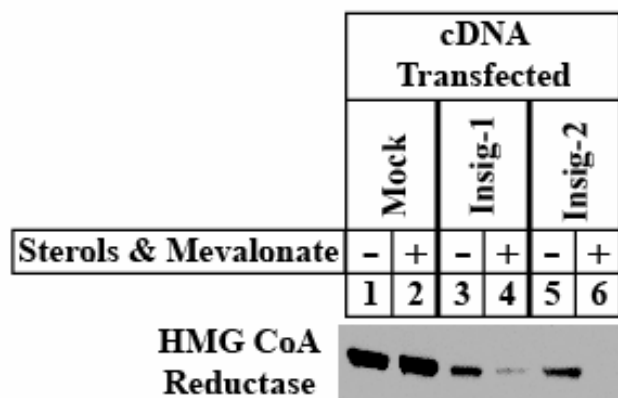 cDNA
Transfected
Mock
Insig-1
Insig-2
Sterols & Mevalonate - + - + - +
1 2 3 4 5 6
HMG CoA
Reductase